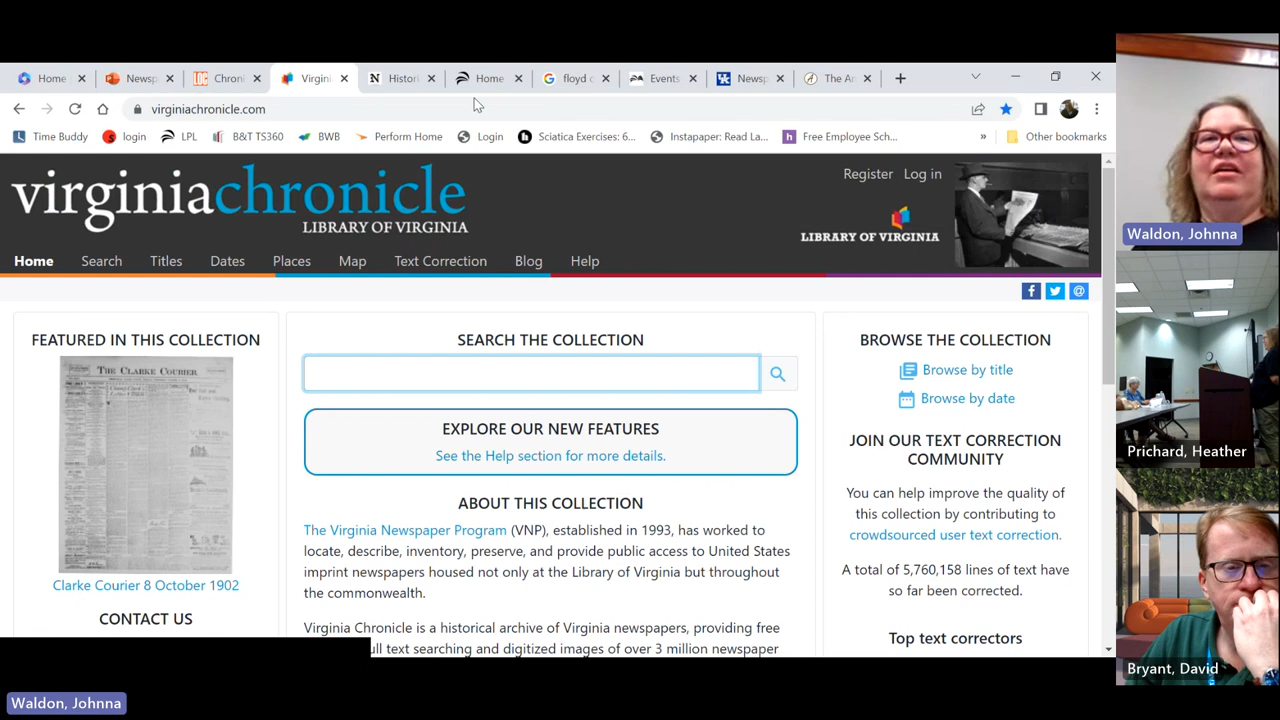 Home
Newsp
Chroni
Virgini
Histori
Home
floyd c
Events
Newsp
The An
virginiachronicle.com
Time Buddy
login
LPL
B&T TS360
BWB
Perform Home
Login
Sciatica Exercises: 6...
Instapaper: Read La...
Free Employee Sch...
»
Other bookmarks
virginiachronicle
LIBRARY OF VIRGINIA
Register Log in
LIBRARY OF VIRGINIA
Home Search Titles Dates Places Map Text Correction Blog Help
FEATURED IN THIS COLLECTION
THE CLARKE COURIER.
Clarke Courier 8 October 1902
CONTACT US
SEARCH THE COLLECTION
EXPLORE OUR NEW FEATURES
See the Help section for more details.
ABOUT THIS COLLECTION
The Virginia Newspaper Program (VNP), established in 1993, has worked to
locate, describe, inventory, preserve, and provide public access to United States
imprint newspapers housed not only at the Library of Virginia but throughout
the commonwealth.
Virginia Chronicle is a historical archive of Virginia newspapers, providing free
ull text searching and digitized images of over 3 million newspaper
BROWSE THE COLLECTION
Browse by title
Browse by date
JOIN OUR TEXT CORRECTION
COMMUNITY
You can help improve the quality of
this collection by contributing to
crowdsourced user text correction.
A total of 5,760,158 lines of text have
so far been corrected.
Top text correctors
Waldon, Johnna
Prichard, Heather
Bryant, David
Waldon, Johnna